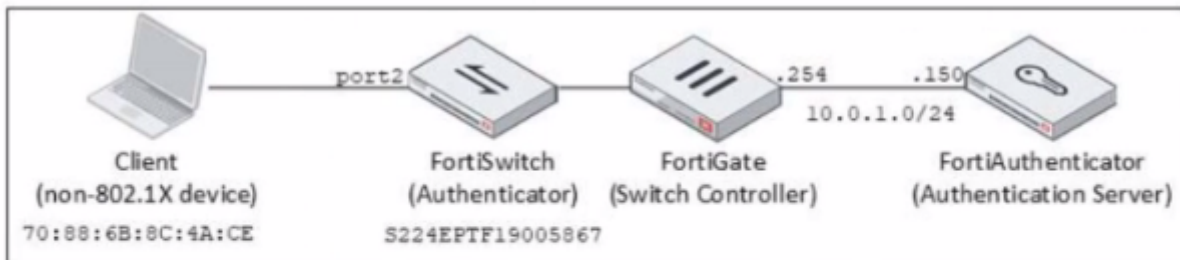 port2
.254
.150
10.0.1.0/24
Client
(non-802.1X device)
70:88:6B:8C:4A:CE
FortiSwitch
(Authenticator)
S224EPTF19005867
FortiGate
(Switch Controller)
FortiAuthenticator
(Authentication Server)